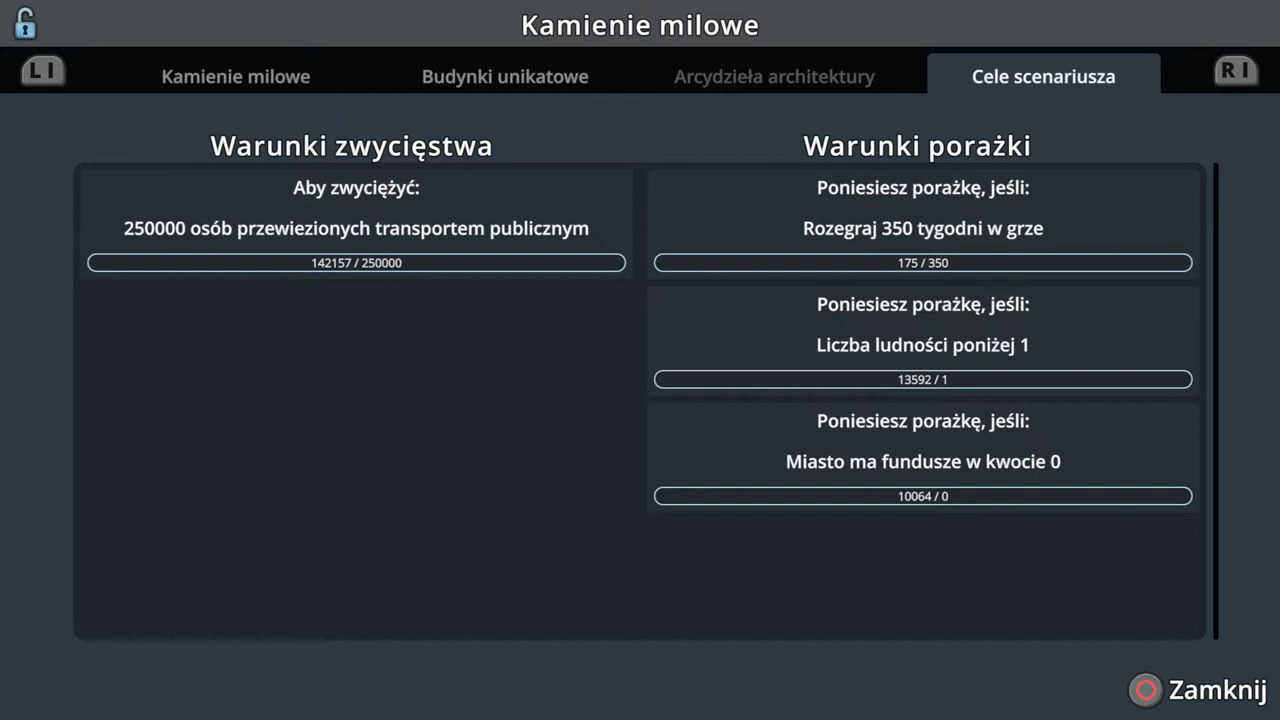 Kamienie milowe
L1
Kamienie milowe
Budynki unikatowe
Arcydzieła architektury
Cele scenariusza
R1
Warunki zwycięstwa
Aby zwyciężyć:
250000 osób przewiezionych transportem publicznym
142157 / 250000
Warunki porażki
Poniesiesz porażkę, jeśli:
Rozegraj 350 tygodni w grze
175 / 350
Poniesiesz porażkę, jeśli:
Liczba ludności poniżej 1
13592 / 1
Poniesiesz porażkę, jeśli:
Miasto ma fundusze w kwocie 0
10064 / 0
Zamknij